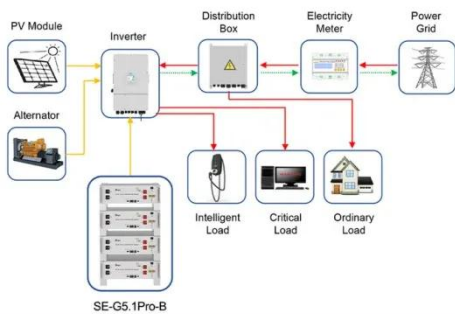 PV Module
Inverter
Distribution
Box
Electricity
Meter
Power
Grid
Alternator
Intelligent
Load
Critical
Load
Ordinary
Load
SE-G5.1Pro-B